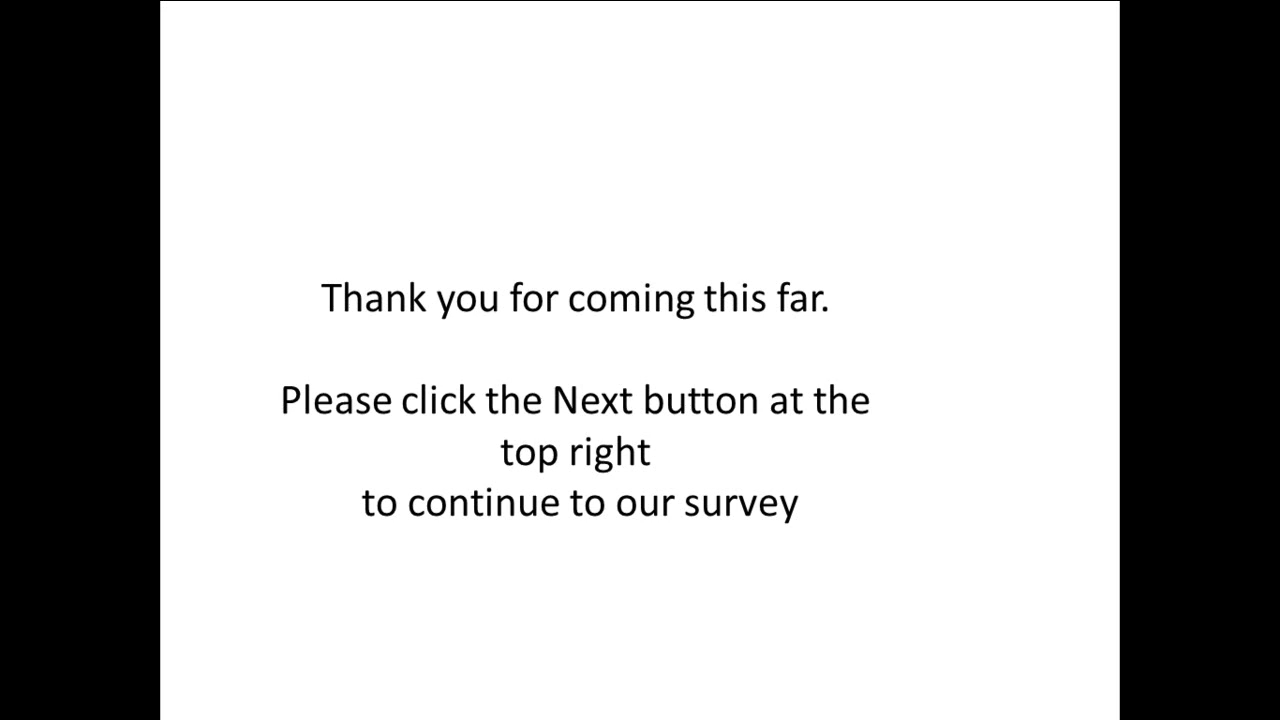 Thank you for coming this far.
Please click the Next button at the
top right
to continue to our survey